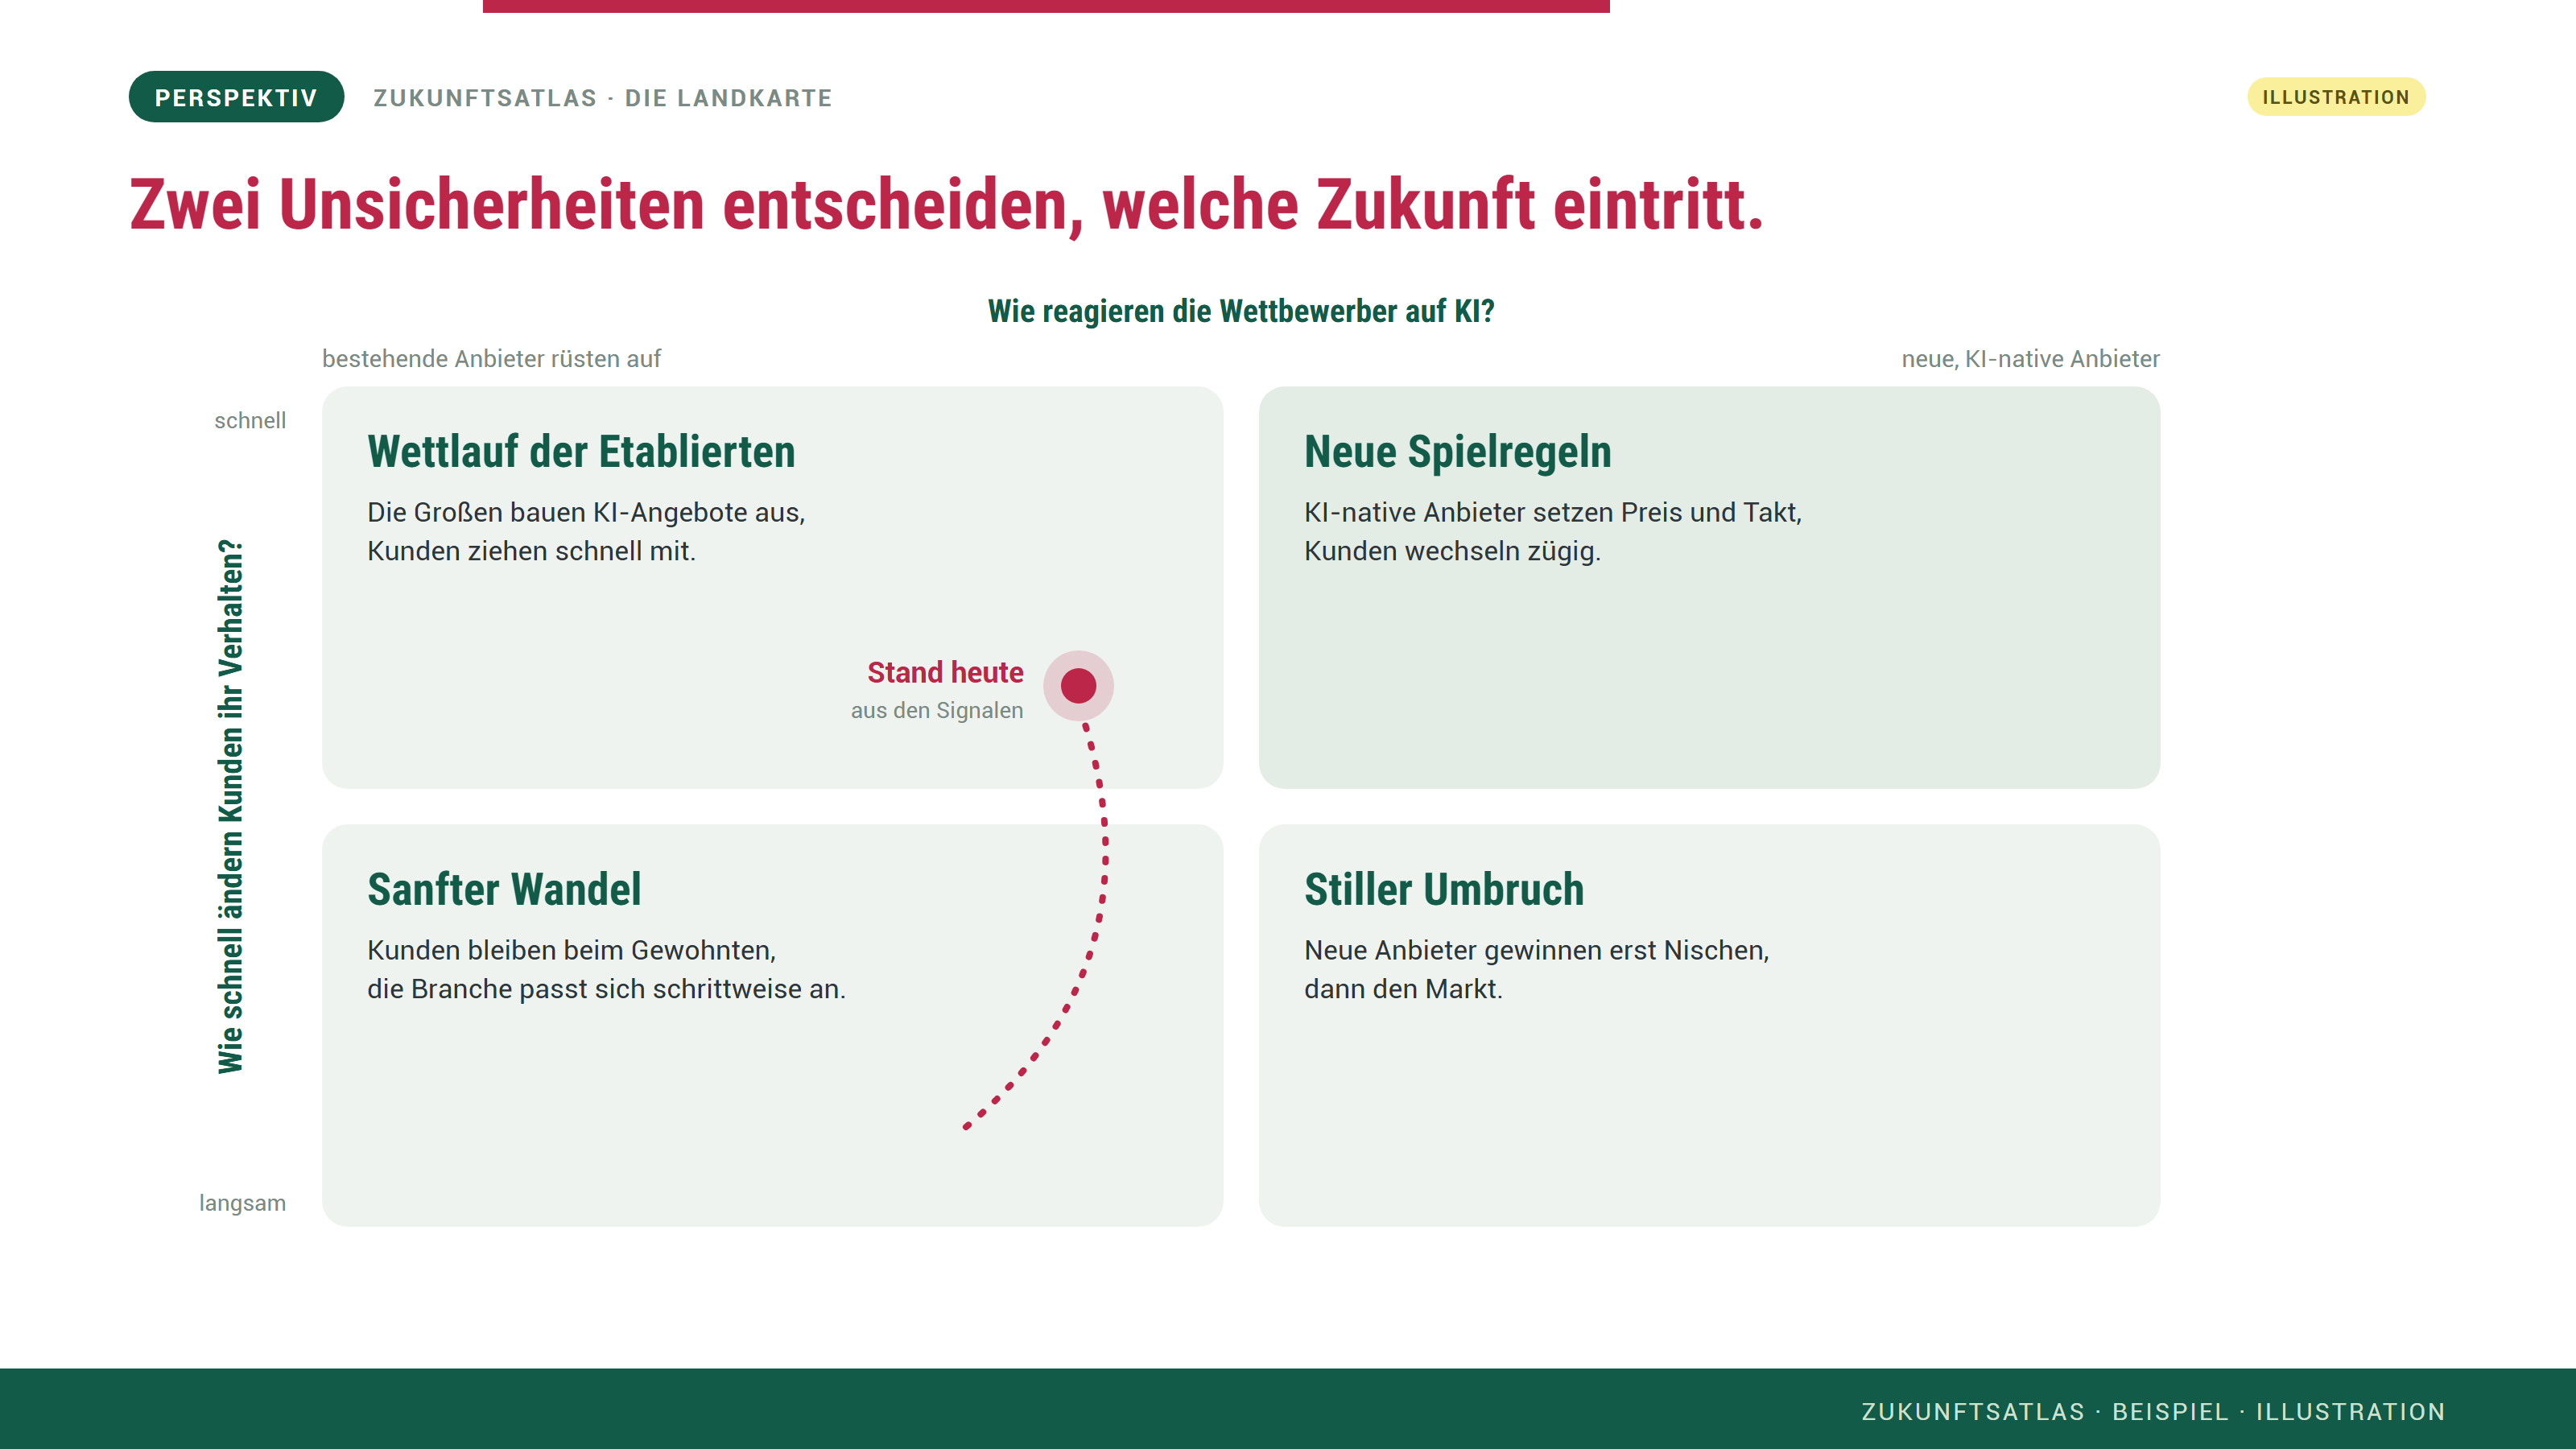 PERSPEKTIV
ZUKUNFTSATLAS · DIE LANDKARTE
ILLUSTRATION
Zwei Unsicherheiten entscheiden, welche Zukunft eintritt.
Wie reagieren die Wettbewerber auf KI?
bestehende Anbieter rüsten auf
neue, KI-native Anbieter
schnell
Wie schnell ändern Kunden ihr Verhalten?
langsam
Wettlauf der Etablierten
Die Großen bauen KI-Angebote aus,
Kunden ziehen schnell mit.
Stand heute
aus den Signalen
Neue Spielregeln
KI-native Anbieter setzen Preis und Takt,
Kunden wechseln zügig.
Sanfter Wandel
Kunden bleiben beim Gewohnten,
die Branche passt sich schrittweise an.
Stiller Umbruch
Neue Anbieter gewinnen erst Nischen,
dann den Markt.
ZUKUNFTSATLAS · BEISPIEL · ILLUSTRATION